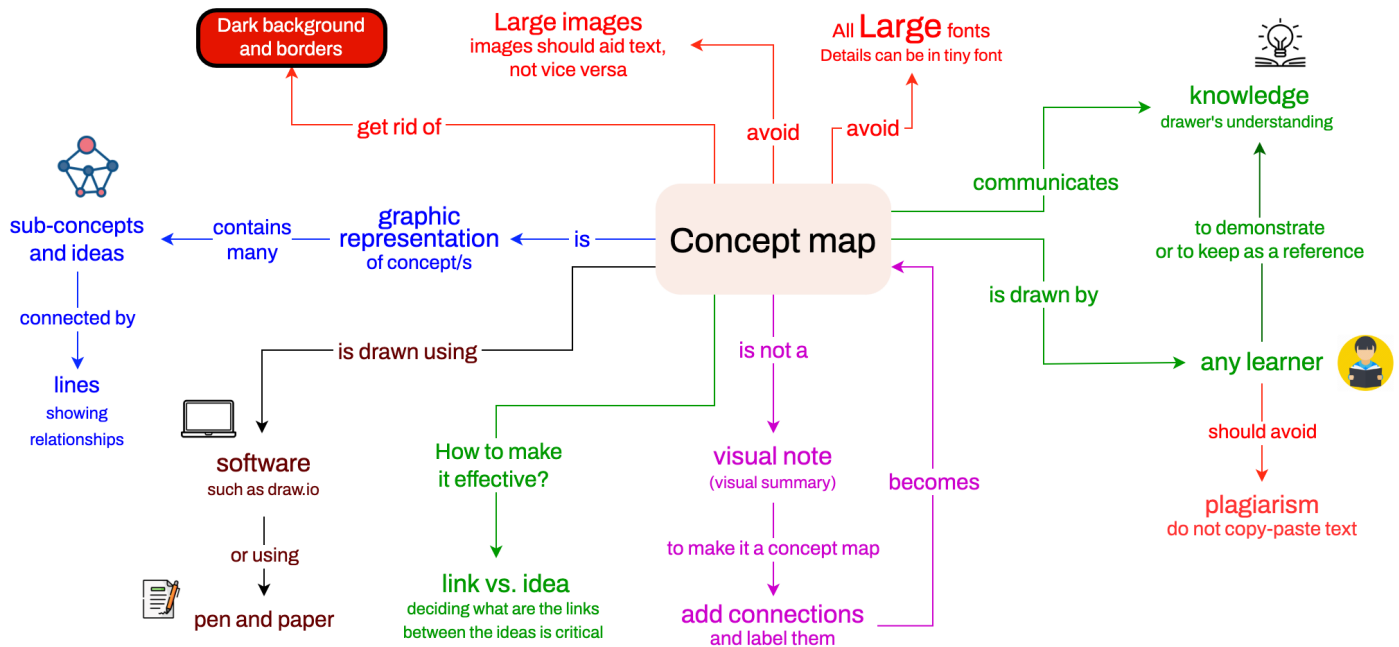 Dark background
and borders
Large images
images should aid text,
not vice versa
All Large fonts
Details can be in tiny font
knowledge
drawer's understanding
get rid of
avoid
avoid
communicates
sub-concepts
and ideas
contains
many
graphic
representation
of concept/s
is
Concept map
to demonstrate
or to keep as a reference
is drawn by
connected by
is drawn using
is not a
any learner
lines
showing
relationships
should avoid
software
such as draw.io
How to make
it effective?
visual note
(visual summary)
becomes
plagiarism
do not copy-paste text
or using
to make it a concept map
pen and paper
link vs. idea
deciding what are the links
between the ideas is critical
add connections
and label them